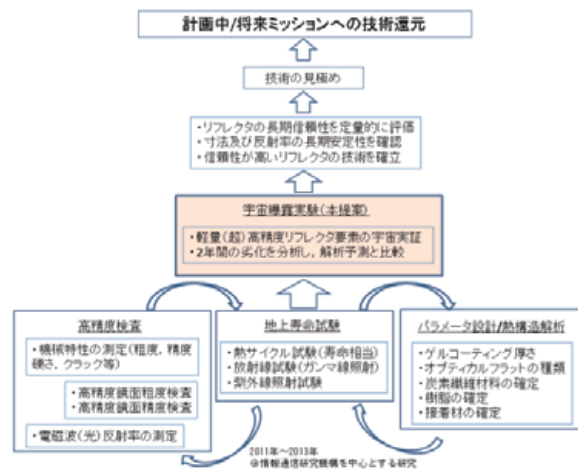 計画中/将来ミッションへの技術還元
技術の見極め
・リフレクタの長期信頼性を定量的に評価
・寸法及び反射率の長期安定性を確認
・信頼性が高いリフレクタの技術を確立
宇宙曝露実験(本提案)
・軽量(超)高精度リフレクタ要素の宇宙実証
・2年間の劣化を分析し，解析予測と比較
高精度検査
・機械特性の測定(粗度，精度
硬さ，クラック等)
・高精度鏡面粗度検査
・高精度鏡面精度検査
・電磁波(光)反射率の測定
地上寿命試験
・熱サイクル試験(寿命相当)
・放射線試験(ガンマ線照射)
・紫外線照射試験
パラメータ設計/熱構造解析
・ゲルコーティング厚さ
・オプティカルフラットの種類
・炭素繊維材料の確定
・樹脂の確定
・接着材の確定
2011年～2013年
＠情報通信研究機構を中心とする研究